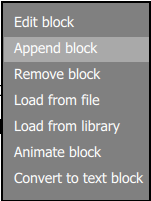 Edit block
Append block
Remove block
Load from file
Load from library
Animate block
Convert to text block